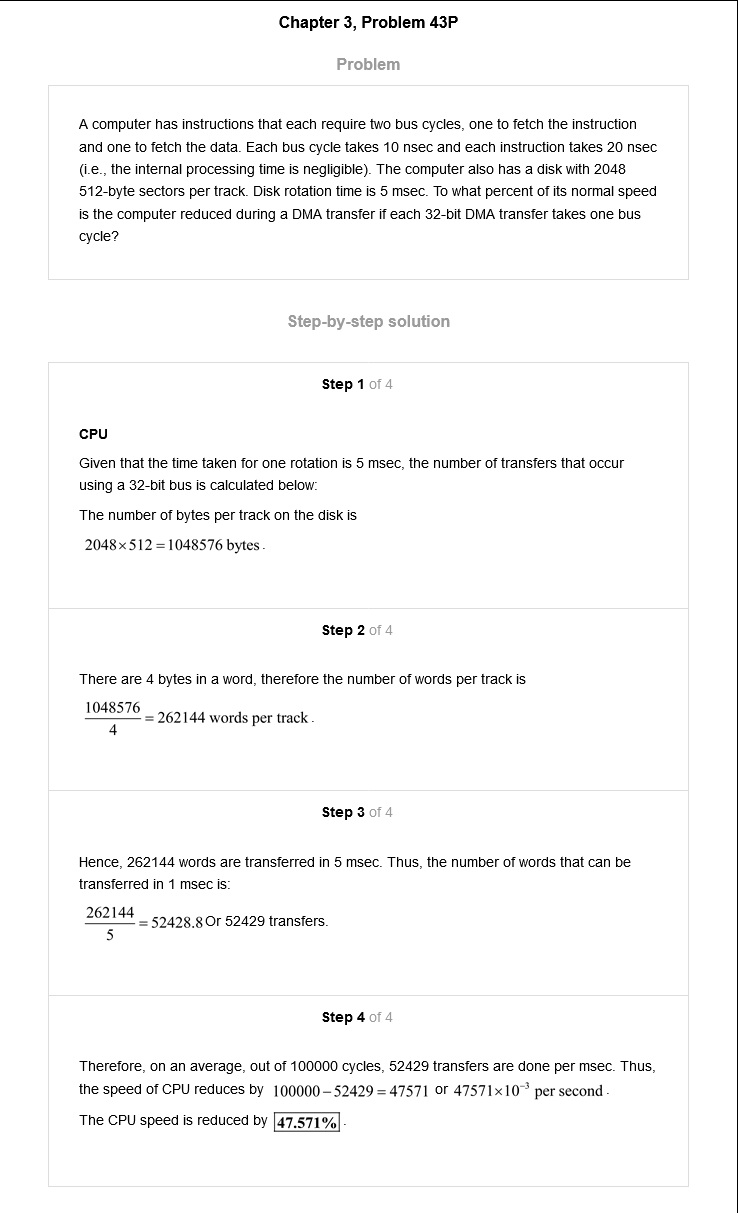 Chapter 3, Problem 43P
Problem
A computer has instructions that each require two bus cycles, one to fetch the instruction
and one to fetch the data. Each bus cycle takes 10 nsec and each instruction takes 20 nsec
(i.e., the internal processing time is negligible). The computer also has a disk with 2048
512-byte sectors per track. Disk rotation time is 5 msec. To what percent of its normal speed
is the computer reduced during a DMA transfer if each 32-bit DMA transfer takes one bus
cycle?
Step-by-step solution
Step 1 of 4
CPU
Given that the time taken for one rotation is 5 msec, the number of transfers that occur
using a 32-bit bus is calculated below:
The number of bytes per track on the disk is
2048×512=1048576 bytes.
Step 2 of 4
There are 4 bytes in a word, therefore the number of words per track is
1048576
4
= 262144 words per track.
Step 3 of 4
Hence, 262144 words are transferred in 5 msec. Thus, the number of words that can be
transferred in 1 msec is:
262144
5
= 52428.8 Or 52429 transfers.
Step 4 of 4
Therefore, on an average, out of 100000 cycles, 52429 transfers are done per msec. Thus,
the speed of CPU reduces by 100000−52429=47571 or 47571×10⁻³ per second.
The CPU speed is reduced by 47.571%.